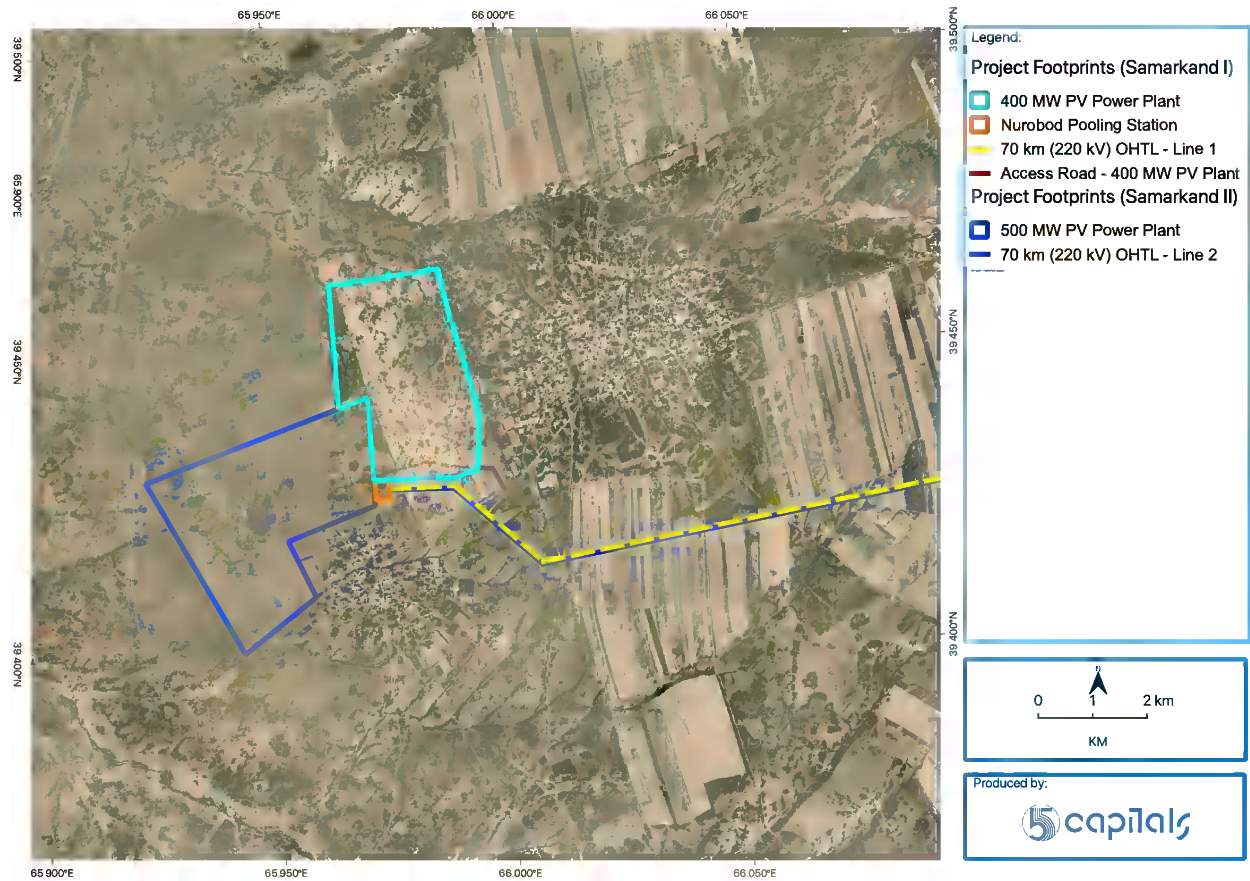 65 950°E 66 000°E 66 050°E
39 500°N
65 900°E
39 450°N
39 400°N
39 500°N
39 450°N
39 400°N
65 900°E 65 950°E 66 000°E 66 050°E
Legend:
Project Footprints (Samarkand I)
400 MW PV Power Plant
Nurobod Pooling Station
70 km (220 kV) OHTL - Line 1
Access Road - 400 MW PV Plant
Project Footprints (Samarkand II)
500 MW PV Power Plant
70 km (220 kV) OHTL - Line 2
N
0 1 2 km
KM
Produced by:
5 capitals